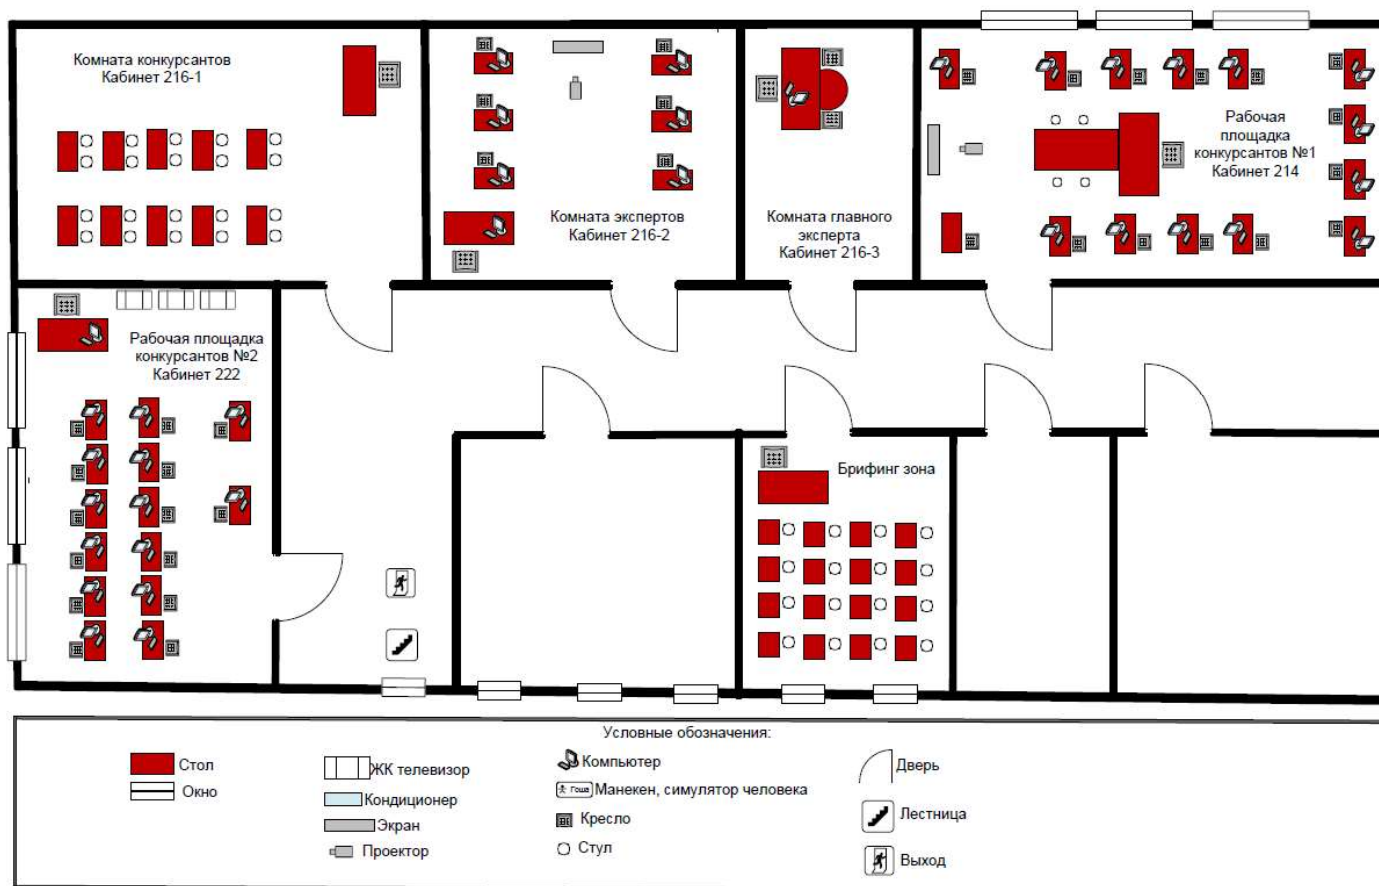 Комната конкурсантов
Кабинет 216-1
Комната экспертов
Кабинет 216-2
Комната главного
эксперта
Кабинет 216-3
Рабочая
площадка
конкурсантов №1
Кабинет 214
Рабочая площадка
конкурсантов №2
Кабинет 222
Брифинг зона
Условные обозначения:
Стол
Окно
ЖК телевизор
Кондиционер
Экран
Проектор
Компьютер
Гоша
Манекен, симулятор человека
Кресло
Стул
Дверь
Лестница
Выход